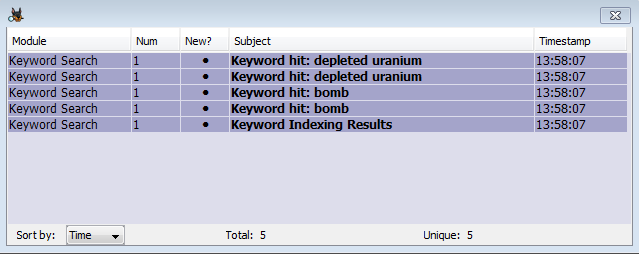 Module Num New? Subject Timestamp
Keyword Search 1 • Keyword hit: depleted uranium 13:58:07
Keyword Search 1 • Keyword hit: depleted uranium 13:58:07
Keyword Search 1 • Keyword hit: bomb 13:58:07
Keyword Search 1 • Keyword hit: bomb 13:58:07
Keyword Search 1 • Keyword Indexing Results 13:58:07
Sort by: Time Total: 5 Unique: 5